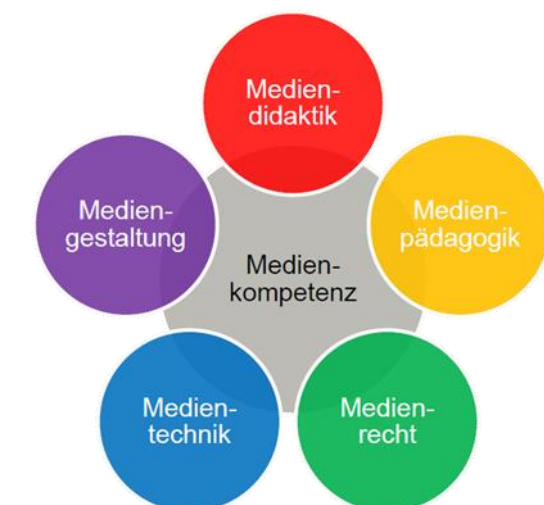 Medien-
didaktik
Medien-
gestaltung
Medien-
pädagogik
Medien-
kompetenz
Medien-
technik
Medien-
recht